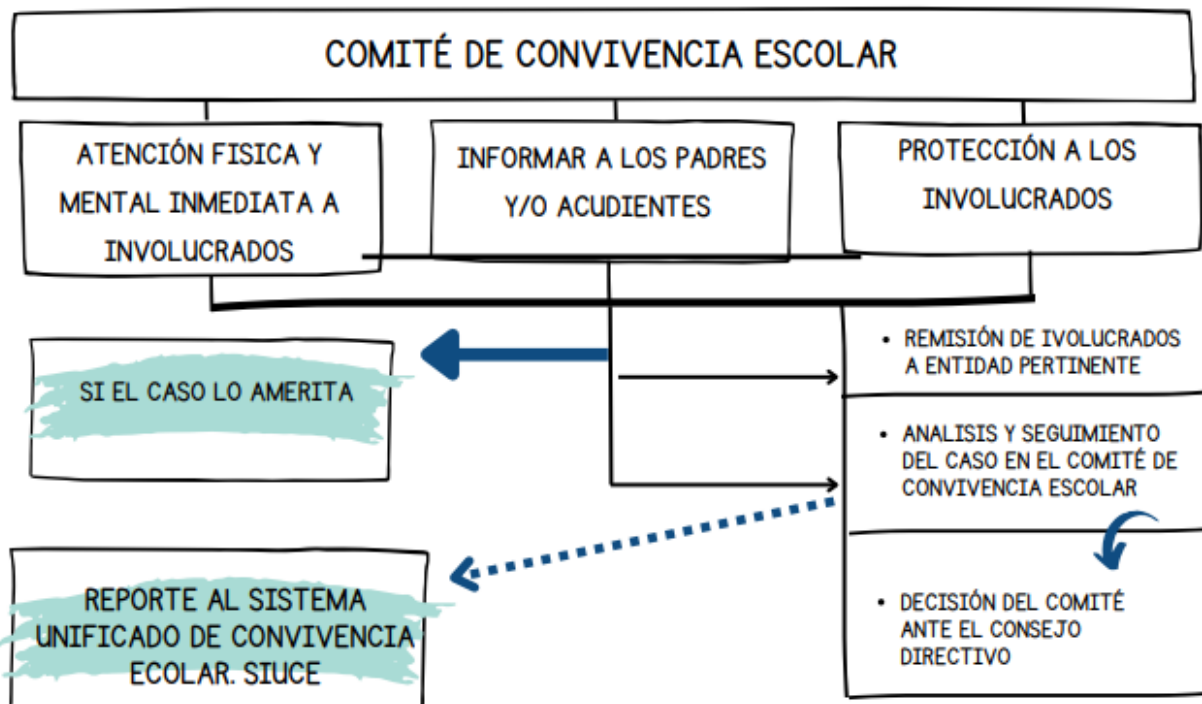 COMITÉ DE CONVIVENCIA ESCOLAR
ATENCIÓN FISICA Y
MENTAL INMEDIATA A
INVOLUCRADOS
INFORMAR A LOS PADRES
Y/O ACUDIENTES
PROTECCIÓN A LOS
INVOLUCRADOS
SI EL CASO LO AMERITA
• REMISIÓN DE IVOLUCRADOS
A ENTIDAD PERTINENTE
• ANALISIS Y SEGUIMIENTO
DEL CASO EN EL COMITÉ DE
CONVIVENCIA ESCOLAR
REPORTE AL SISTEMA
UNIFICADO DE CONVIVENCIA
ECOLAR. SIUCE
• DECISIÓN DEL COMITÉ
ANTE EL CONSEJO
DIRECTIVO